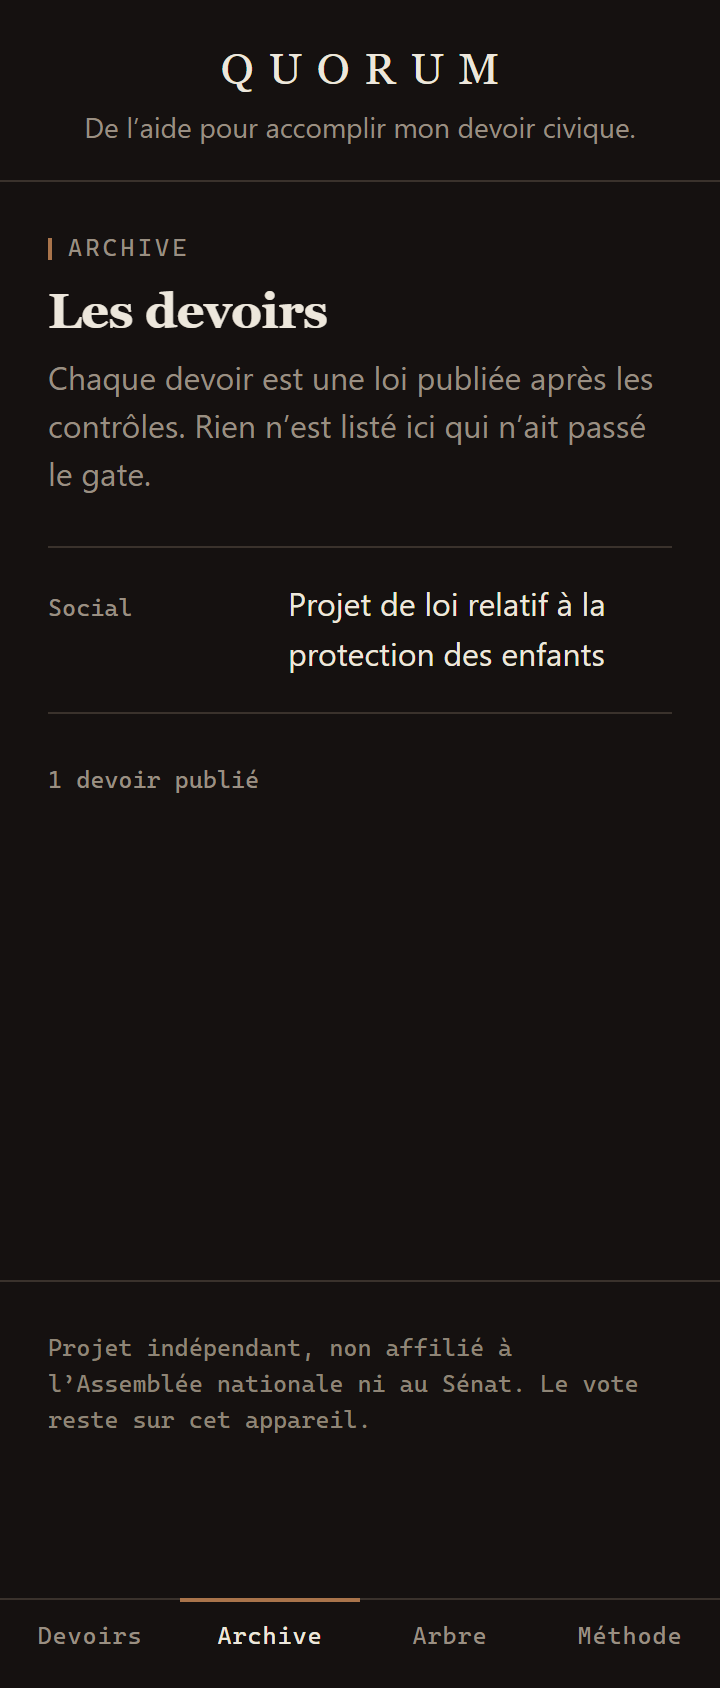 QUORUM
De l’aide pour accomplir mon devoir civique.
ARCHIVE
Les devoirs
Chaque devoir est une loi publiée après les
contrôles. Rien n’est listé ici qui n’ait passé
le gate.
Social
Projet de loi relatif à la
protection des enfants
1 devoir publié
Projet indépendant, non affilié à
l’Assemblée nationale ni au Sénat. Le vote
reste sur cet appareil.
Devoirs Archive Arbre Méthode